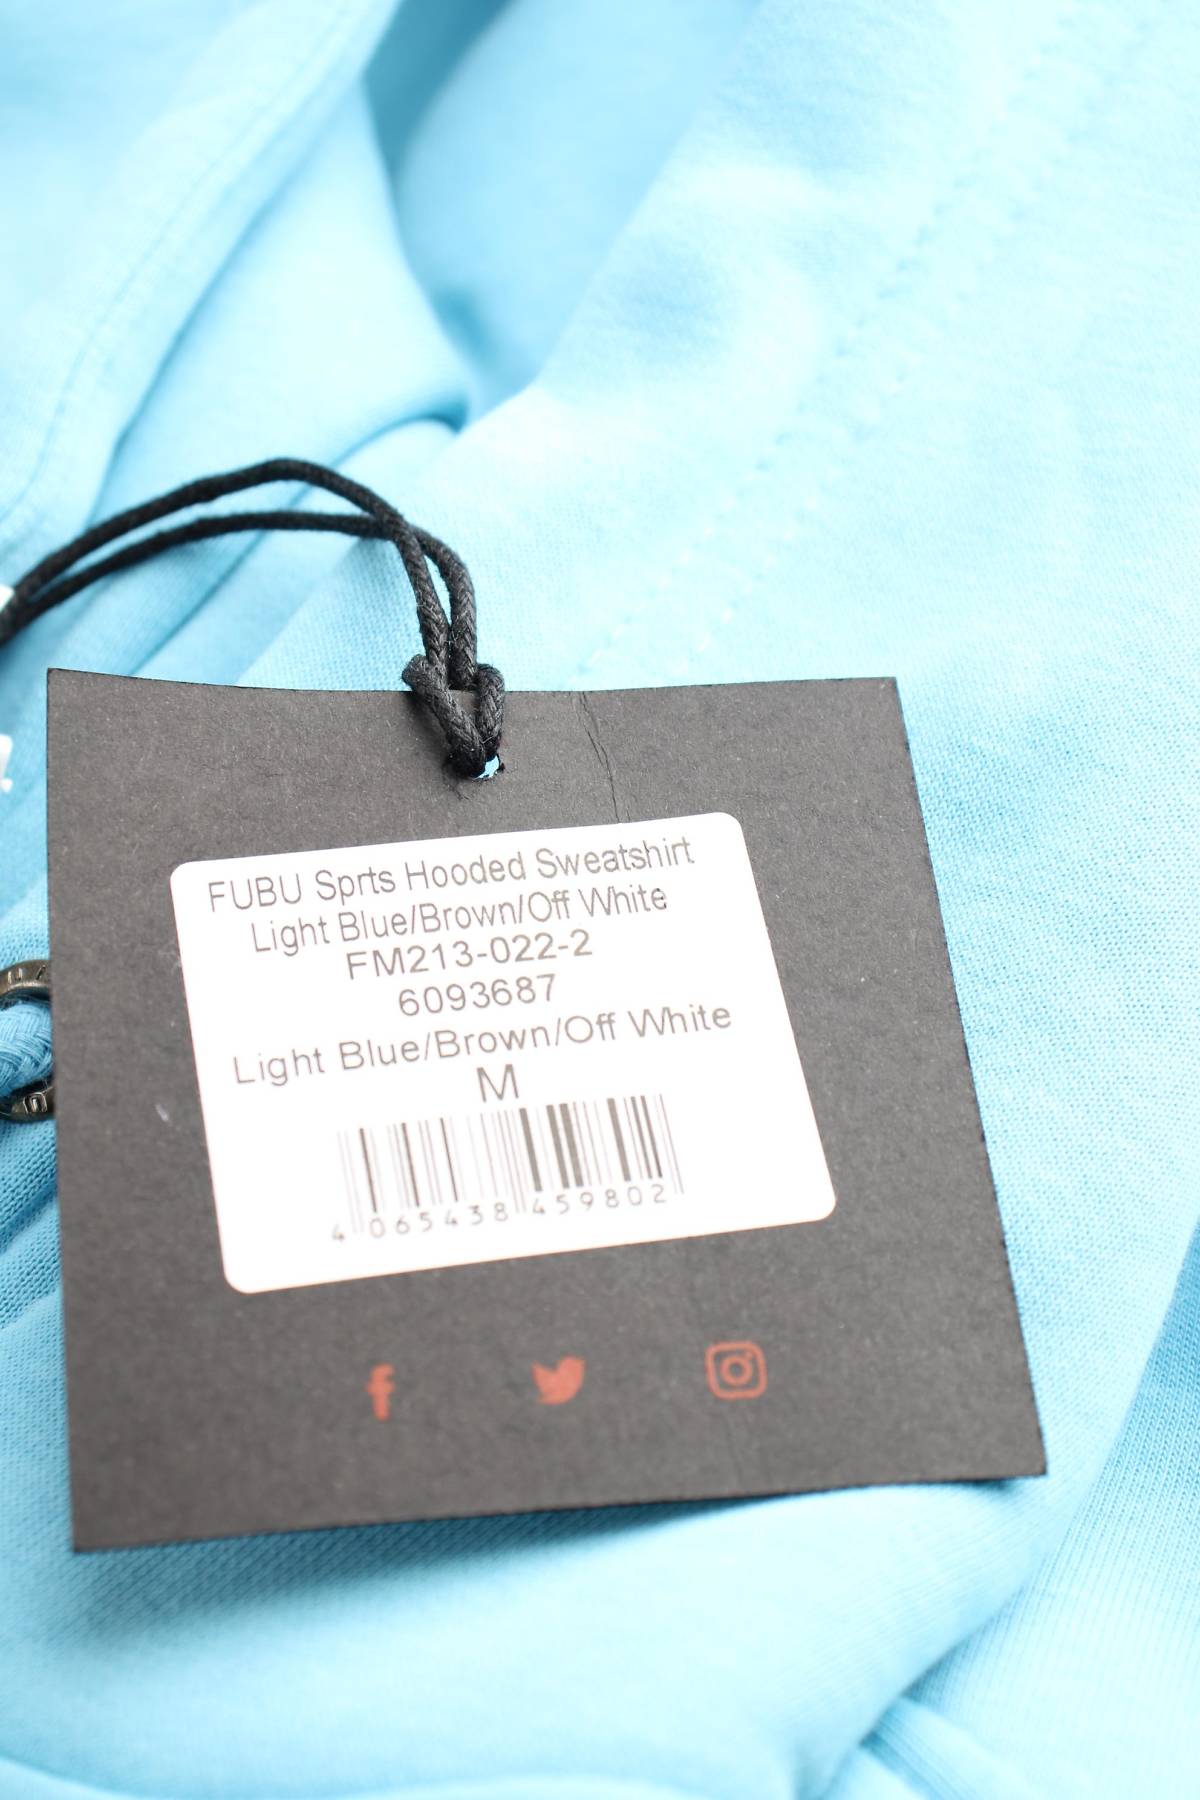 FUBU Sprts Hooded Sweatshirt
Light Blue/Brown/Off White
FM213-022-2
6093687
Light Blue/Brown/Off White
M
4 065438 459802